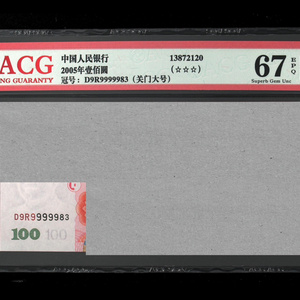 ACG
NG GUARANTY
中国人民银行
2005年壹佰圆
冠号: D9R9999983 (关门大号)
13872120
(☆☆☆)
67 EPQ
Superb Gem Unc
D9R9999983
100 100